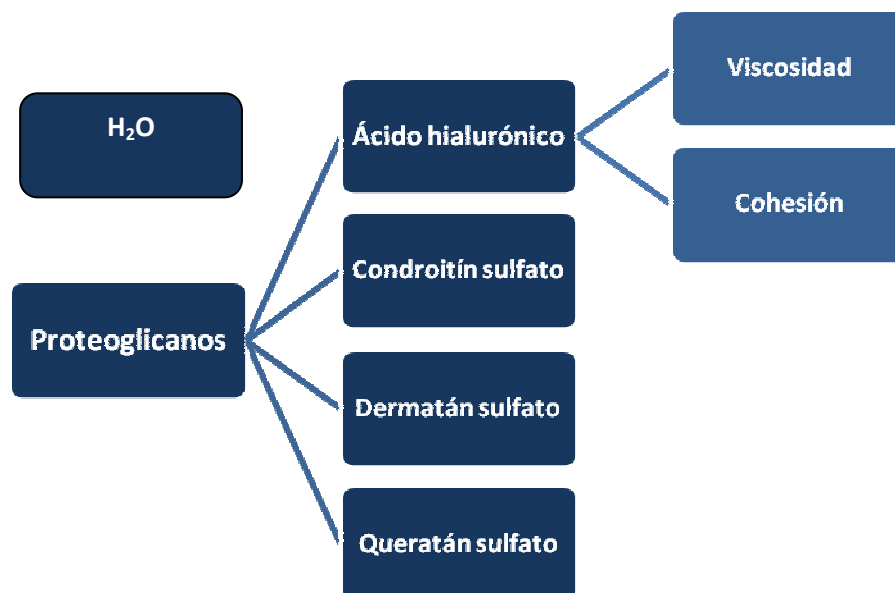 H₂O
Proteoglicanos
Ácido hialurónico
Condroitín sulfato
Dermatán sulfato
Queratán sulfato
Viscosidad
Cohesión